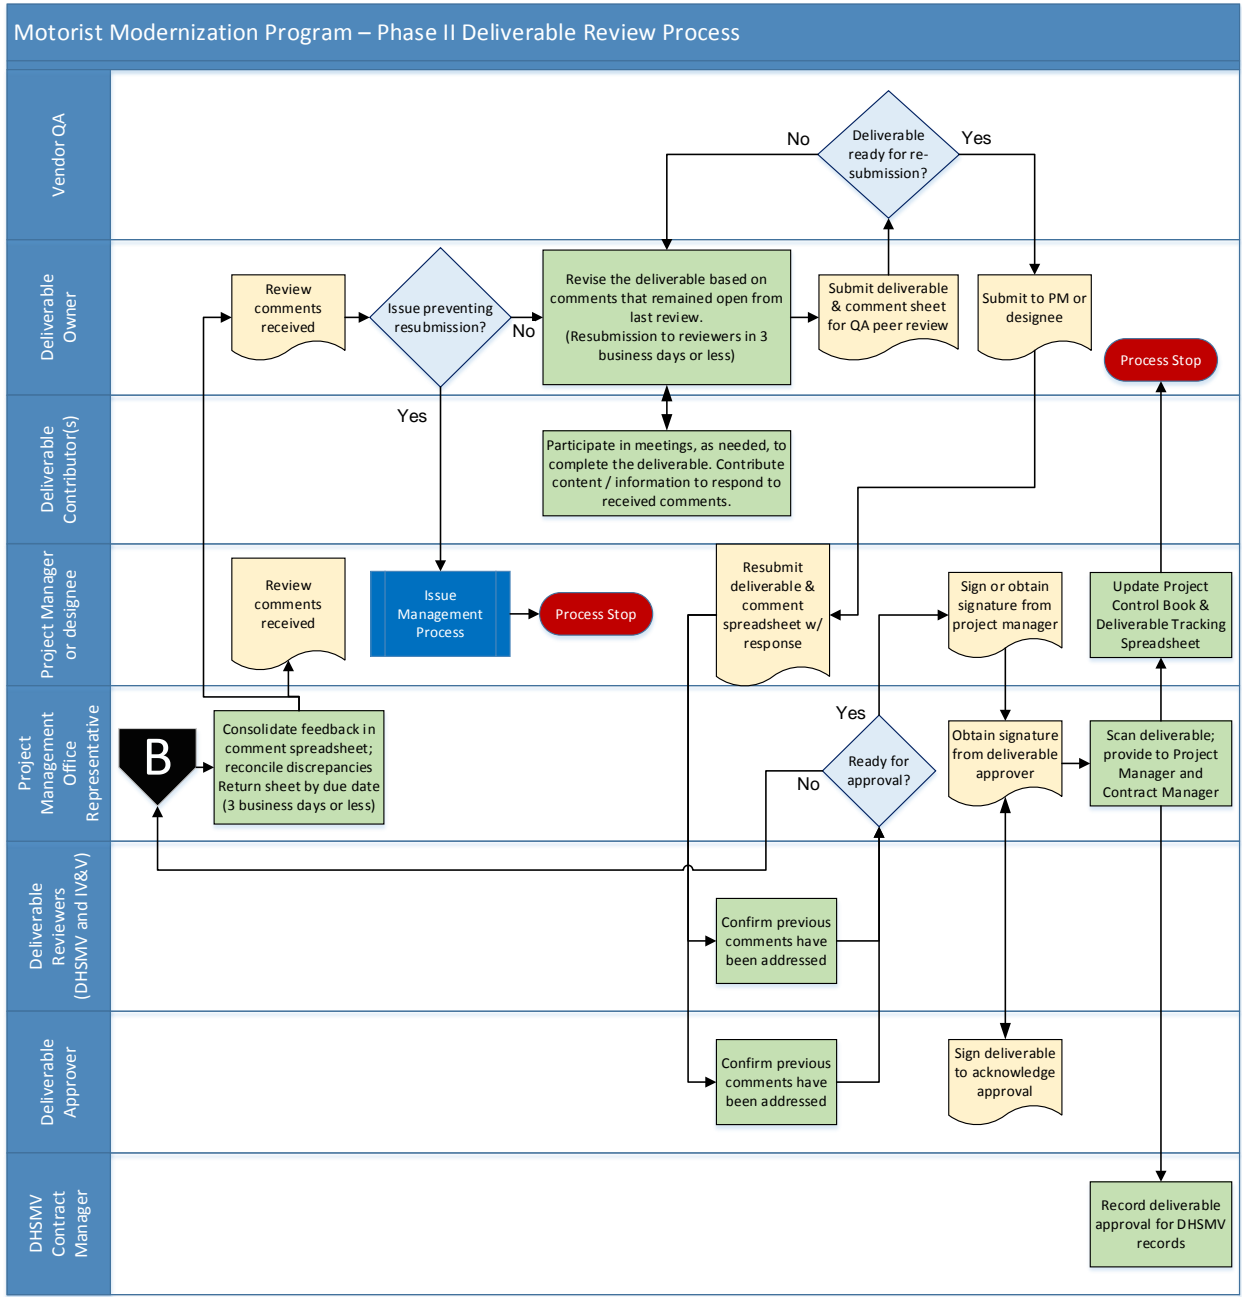 Motorist Modernization Program – Phase II Deliverable Review Process
Vendor QA
Deliverable
ready for re-
submission?
No
Yes
Deliverable
Owner
Review
comments
received
Issue preventing
resubmission?
No
Yes
Revise the deliverable based on
comments that remained open from
last review.
(Resubmission to reviewers in 3
business days or less)
Submit deliverable
& comment sheet
for QA peer review
Submit to PM or
designee
Process Stop
Deliverable
Contributor(s)
Participate in meetings, as needed, to
complete the deliverable. Contribute
content / information to respond to
received comments.
Project Manager
or designee
Review
comments
received
Issue
Management
Process
Process Stop
Resubmit
deliverable &
comment
spreadsheet w/
response
Sign or obtain
signature from
project manager
Update Project
Control Book &
Deliverable Tracking
Spreadsheet
Project
Management
Office
Representative
B
Consolidate feedback in
comment spreadsheet;
reconcile discrepancies
Return sheet by due date
(3 business days or less)
Yes
No
Ready for
approval?
Obtain signature
from deliverable
approver
Scan deliverable;
provide to Project
Manager and
Contract Manager
Deliverable
Reviewers
(DHSMV and IV&V)
Confirm previous
comments have
been addressed
Deliverable
Approver
Confirm previous
comments have
been addressed
Sign deliverable
to acknowledge
approval
DHSMV
Contract
Manager
Record deliverable
approval for DHSMV
records